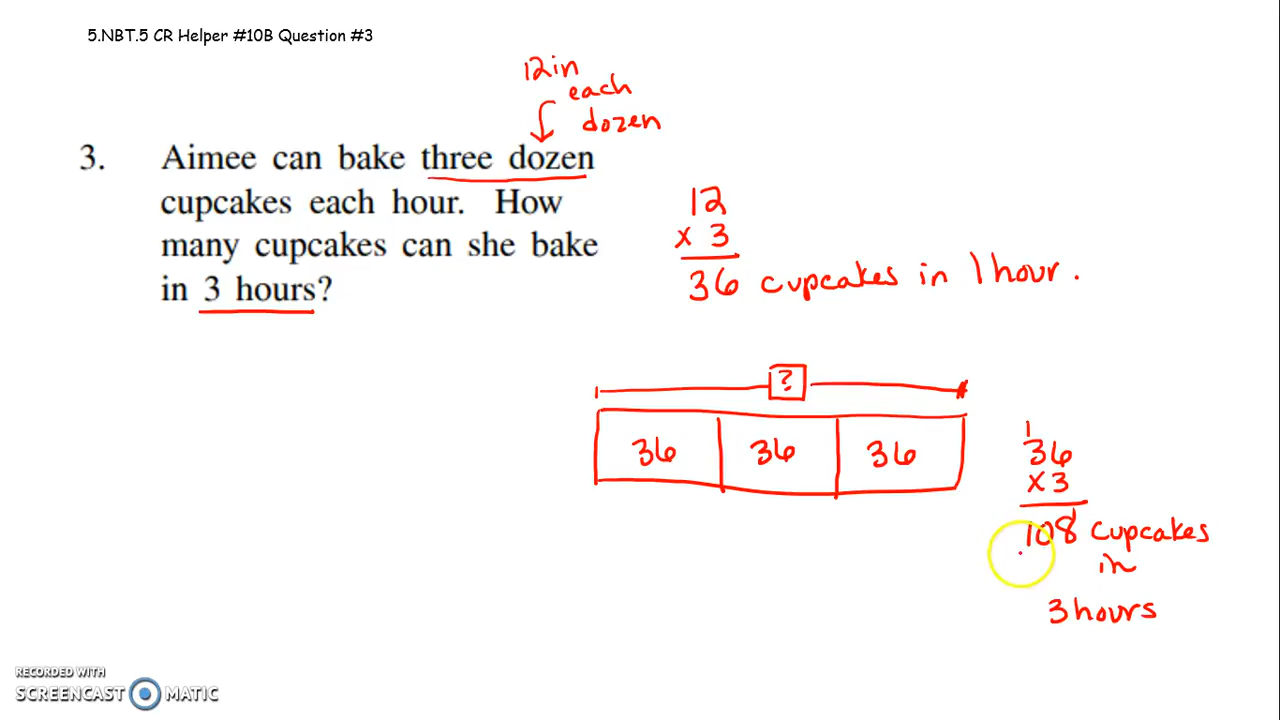 5.NBT.5 CR Helper #10B Question #3
12in
each
dozen
3. Aimee can bake three dozen
cupcakes each hour. How
many cupcakes can she bake
in 3 hours?
12
x 3
36 cupcakes in 1 hour.
?
36 36 36
1
36
x3
108 cupcakes
in
3 hours
RECORDED WITH
SCREENCAST MATIC